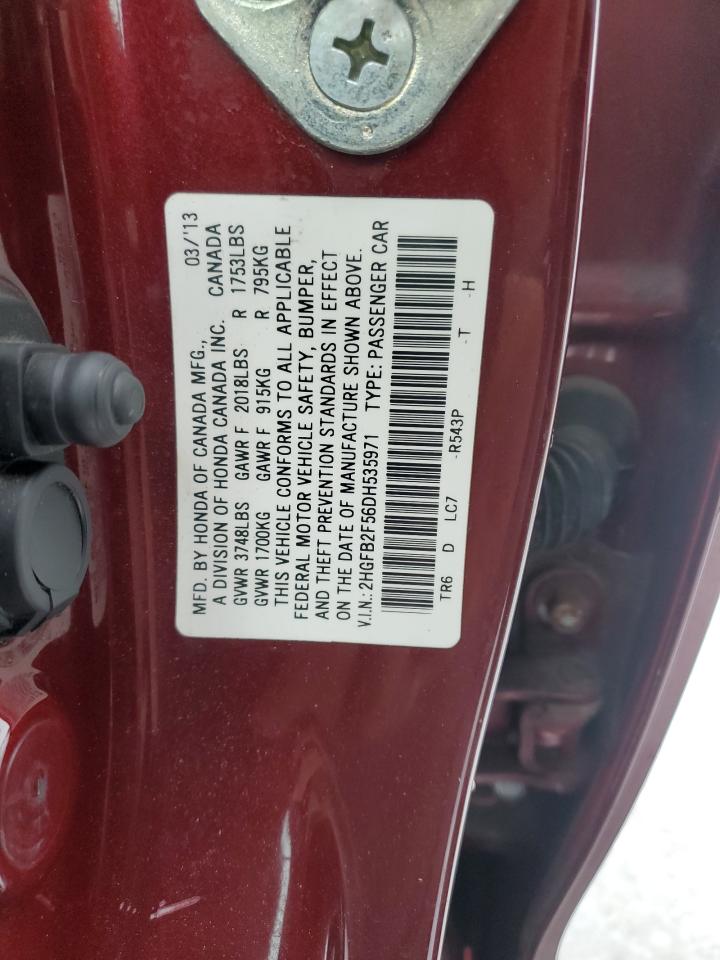 MFD. BY HONDA OF CANADA MFG., 03/'13
A DIVISION OF HONDA CANADA INC. CANADA
GVWR 3748LBS GAWR F 2018LBS R 1753LBS
GVWR 1700KG GAWR F 915KG R 795KG
THIS VEHICLE CONFORMS TO ALL APPLICABLE
FEDERAL MOTOR VEHICLE SAFETY, BUMPER,
AND THEFT PREVENTION STANDARDS IN EFFECT
ON THE DATE OF MANUFACTURE SHOWN ABOVE.
V.I.N.: 2HGFB2F56DH535971 TYPE: PASSENGER CAR
TR6 D LC7 -R543P -T -H